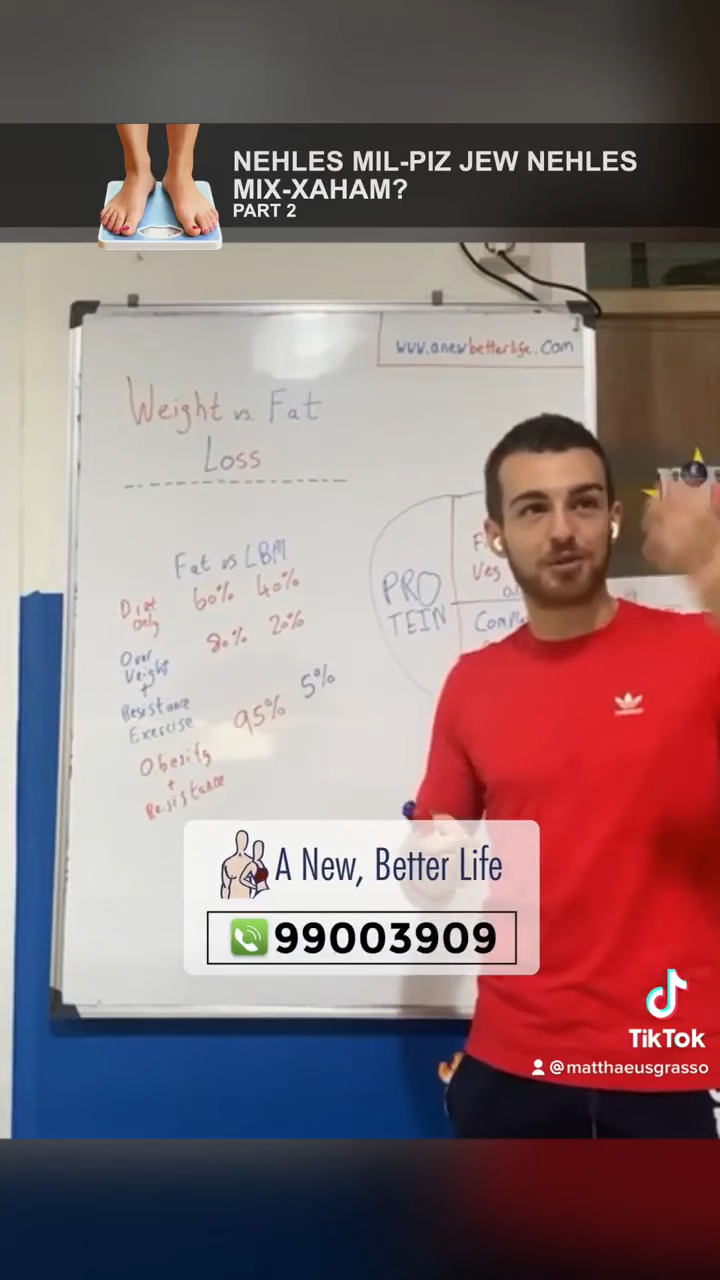 NEHLES MIL-PIZ JEW NEHLES
MIX-XAHAM?
PART 2
www.anewbetterlife.com
Weight vs Fat
Loss
Fat vs LBM
Diet
only
60% 40%
Over
Weight
+
Resistance
Exercise
80% 20%
Obesity
+
Resistance
95% 5%
PRO
TEIN
Veg
A New, Better Life
99003909
TikTok
@matthaeusgrasso